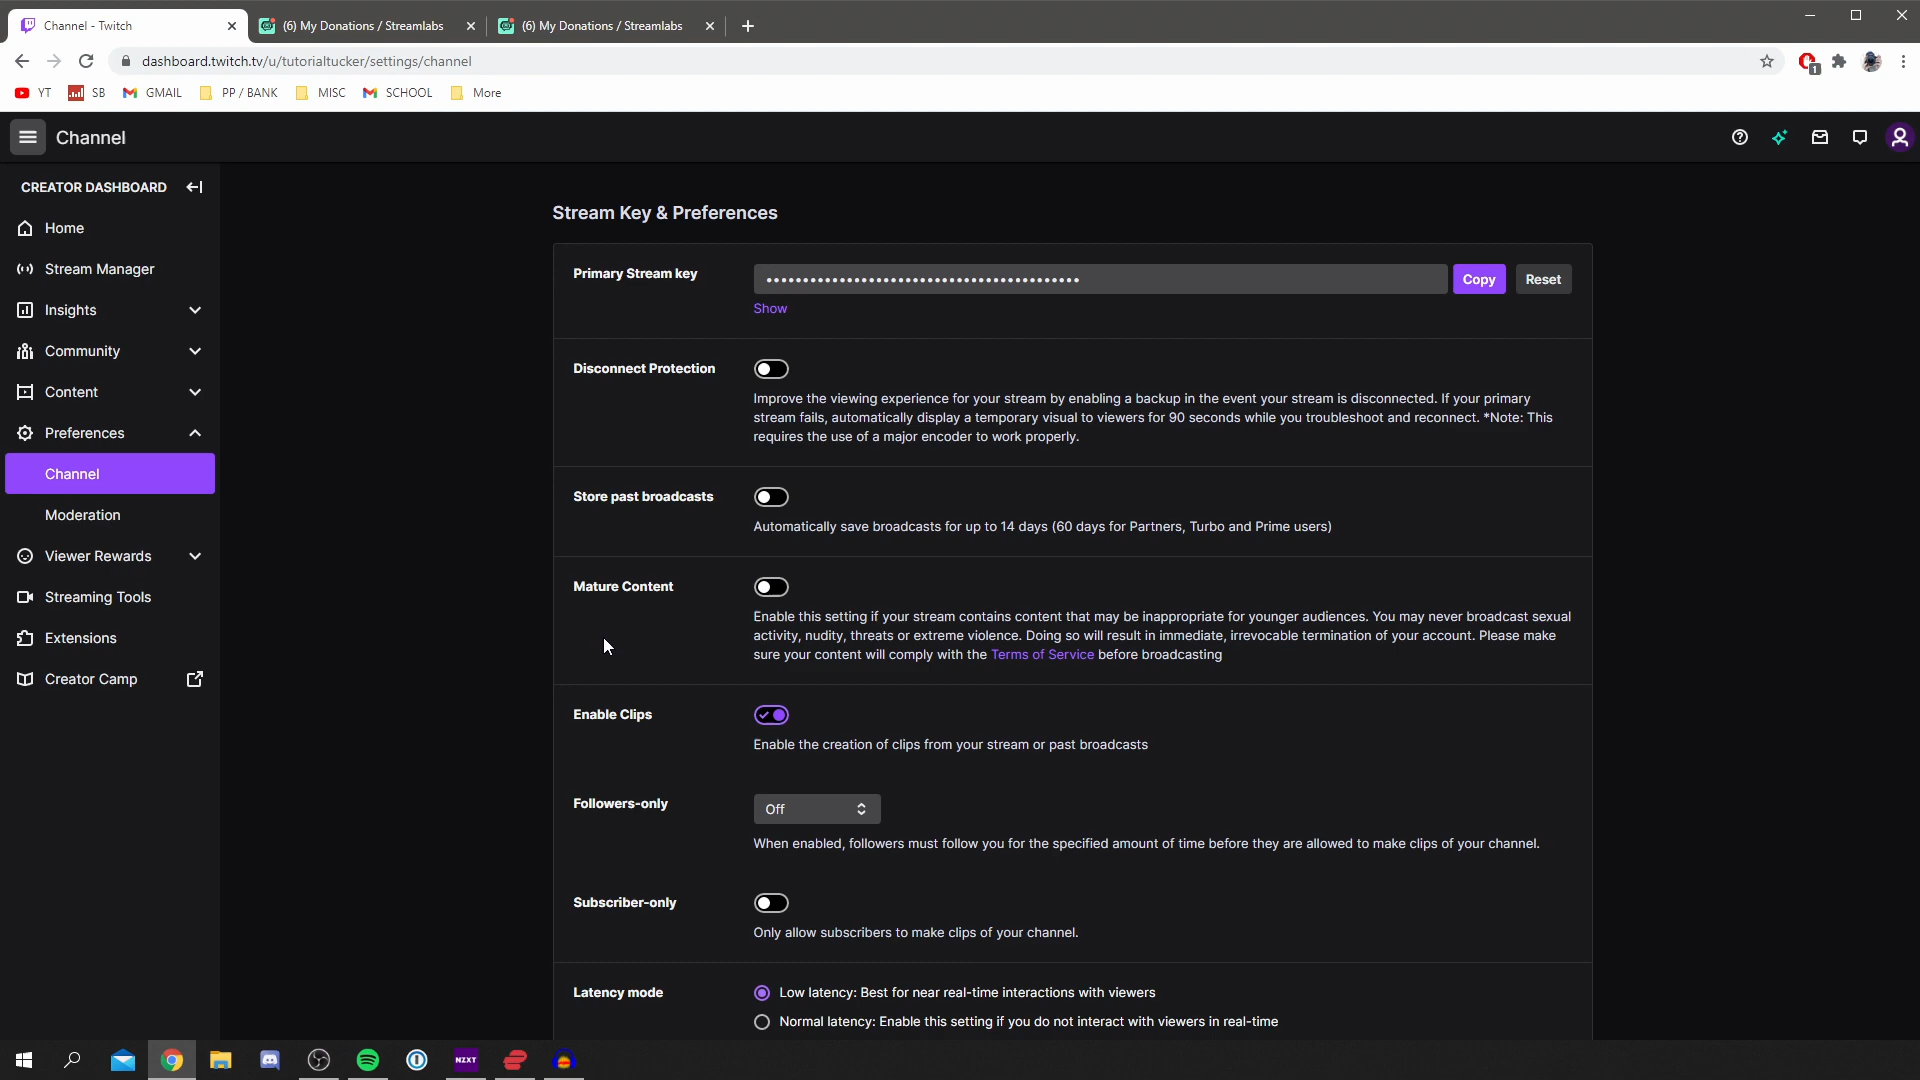 Channel - Twitch
(6) My Donations / Streamlabs
(6) My Donations / Streamlabs
dashboard.twitch.tv/u/tutorialtucker/settings/channel
1
YT
SB
GMAIL
PP / BANK
MISC
SCHOOL
More
Channel
CREATOR DASHBOARD
Home
Stream Manager
Insights
Community
Content
Preferences
Channel
Moderation
Viewer Rewards
Streaming Tools
Extensions
Creator Camp
Stream Key & Preferences
Primary Stream key
Copy
Reset
Show
Disconnect Protection
Improve the viewing experience for your stream by enabling a backup in the event your stream is disconnected. If your primary
stream fails, automatically display a temporary visual to viewers for 90 seconds while you troubleshoot and reconnect. *Note: This
requires the use of a major encoder to work properly.
Store past broadcasts
Automatically save broadcasts for up to 14 days (60 days for Partners, Turbo and Prime users)
Mature Content
Enable this setting if your stream contains content that may be inappropriate for younger audiences. You may never broadcast sexual
activity, nudity, threats or extreme violence. Doing so will result in immediate, irrevocable termination of your account. Please make
sure your content will comply with the Terms of Service before broadcasting
Enable Clips
Enable the creation of clips from your stream or past broadcasts
Followers-only
Off
When enabled, followers must follow you for the specified amount of time before they are allowed to make clips of your channel.
Subscriber-only
Only allow subscribers to make clips of your channel.
Latency mode
Low latency: Best for near real-time interactions with viewers
Normal latency: Enable this setting if you do not interact with viewers in real-time
NZXT